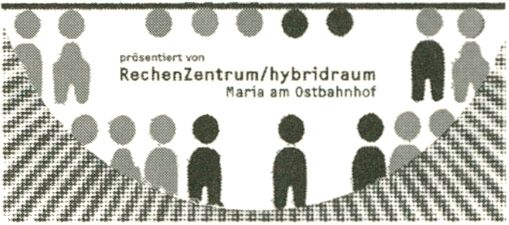 präsentiert von
RechenZentrum/hybridraum
Maria am Ostbahnhof